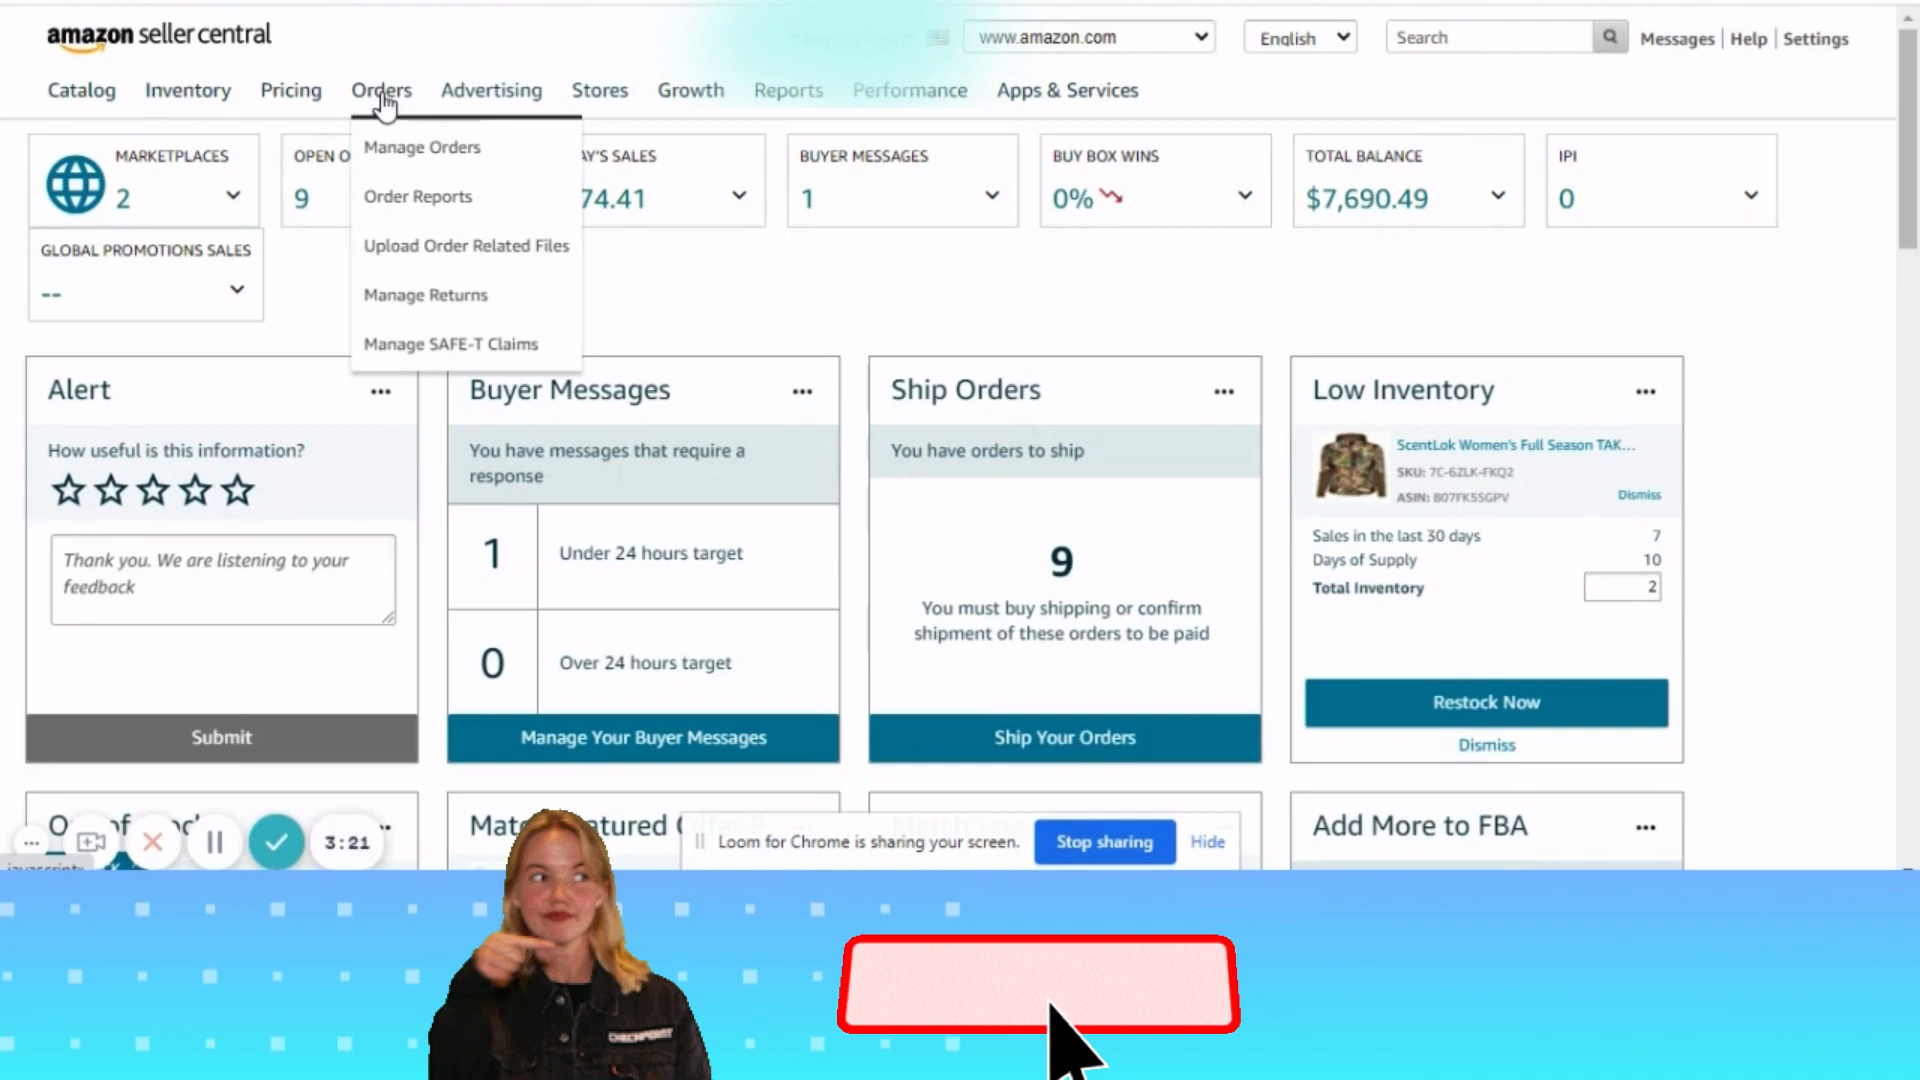 amazon seller central
www.amazon.com
English
Search
Messages | Help | Settings
Catalog Inventory Pricing Orders Advertising Stores Growth Reports Performance Apps & Services
MARKETPLACES
2
OPEN O
9
Manage Orders
Order Reports
Upload Order Related Files
Manage Returns
Manage SAFE-T Claims
AY'S SALES
74.41
BUYER MESSAGES
1
BUY BOX WINS
0%
TOTAL BALANCE
$7,690.49
IPI
0
GLOBAL PROMOTIONS SALES
--
Alert
How useful is this information?
Thank you. We are listening to your
feedback
Submit
Buyer Messages
You have messages that require a
response
1 Under 24 hours target
0 Over 24 hours target
Manage Your Buyer Messages
Ship Orders
You have orders to ship
9
You must buy shipping or confirm
shipment of these orders to be paid
Ship Your Orders
Low Inventory
ScentLok Women's Full Season TAK...
SKU: 7C-6ZLK-FKQ2
ASIN: B07FK5SGPV
Dismiss
Sales in the last 30 days 7
Days of Supply 10
Total Inventory 2
Restock Now
Dismiss
3:21
Loom for Chrome is sharing your screen.
Stop sharing
Hide
Add More to FBA
CHECKPOINT